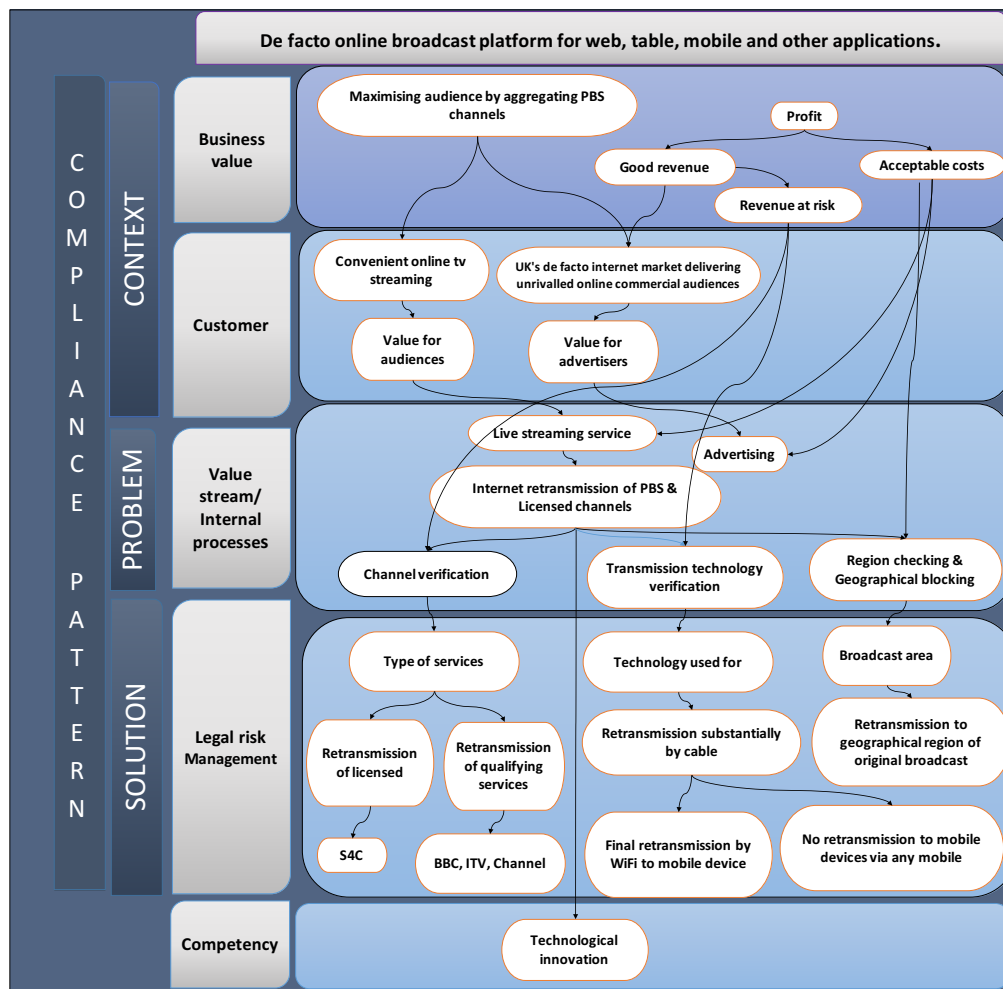 De facto online broadcast platform for web, table, mobile and other applications.
COMPLIANCE PATTERN
CONTEXT
PROBLEM
SOLUTION
Business
value
Maximising audience by aggregating PBS
channels
Profit
Good revenue
Acceptable costs
Revenue at risk
Customer
Convenient online tv
streaming
UK's de facto internet market delivering
unrivalled online commercial audiences
Value for
audiences
Value for
advertisers
Value
stream/
Internal
processes
Live streaming service
Advertising
Internet retransmission of PBS &
Licensed channels
Channel verification
Transmission technology
verification
Region checking &
Geographical blocking
Legal risk
Management
Type of services
Technology used for
Broadcast area
Retransmission
of licensed
Retransmission
of qualifying
services
Retransmission substantially
by cable
Retransmission to
geographical region of
original broadcast
S4C
BBC, ITV, Channel
Final retransmission by
WiFi to mobile device
No retransmission to mobile
devices via any mobile
Competency
Technological
innovation